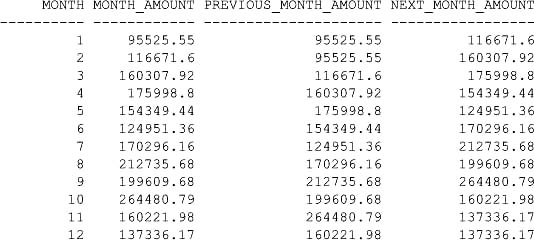 MONTH MONTH_AMOUNT PREVIOUS_MONTH_AMOUNT NEXT_MONTH_AMOUNT
---------- ------------ --------------------- -----------------
1 95525.55 95525.55 116671.6
2 116671.6 95525.55 160307.92
3 160307.92 116671.6 175998.8
4 175998.8 160307.92 154349.44
5 154349.44 175998.8 124951.36
6 124951.36 154349.44 170296.16
7 170296.16 124951.36 212735.68
8 212735.68 170296.16 199609.68
9 199609.68 212735.68 264480.79
10 264480.79 199609.68 160221.98
11 160221.98 264480.79 137336.17
12 137336.17 160221.98 137336.17